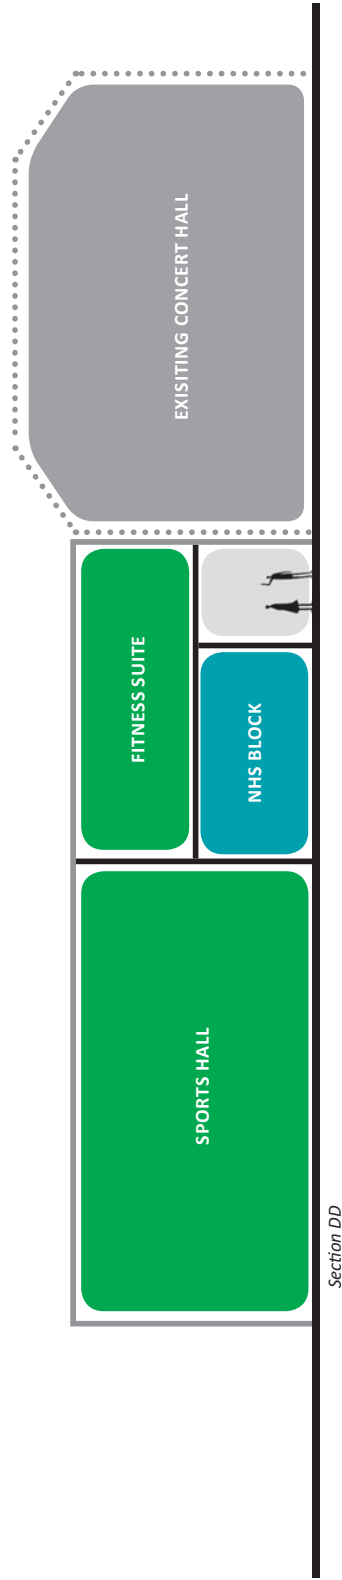 SPORTS HALL
FITNESS SUITE
NHS BLOCK
EXISITING CONCERT HALL
Section DD